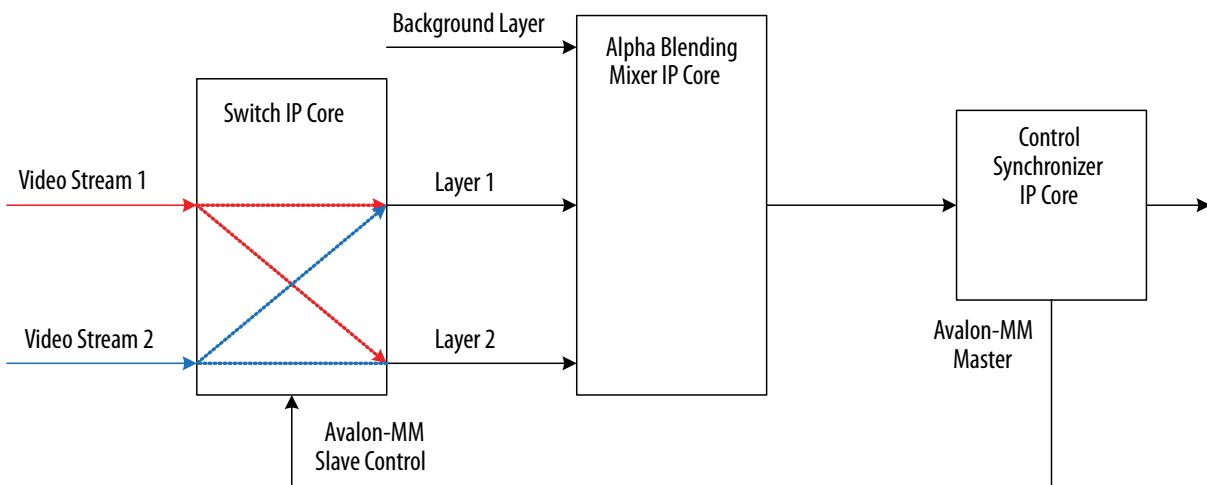 Background Layer
Alpha Blending
Mixer IP Core
Switch IP Core
Control
Synchronizer
IP Core
Video Stream 1
Layer 1
Video Stream 2
Layer 2
Avalon-MM
Master
Avalon-MM
Slave Control